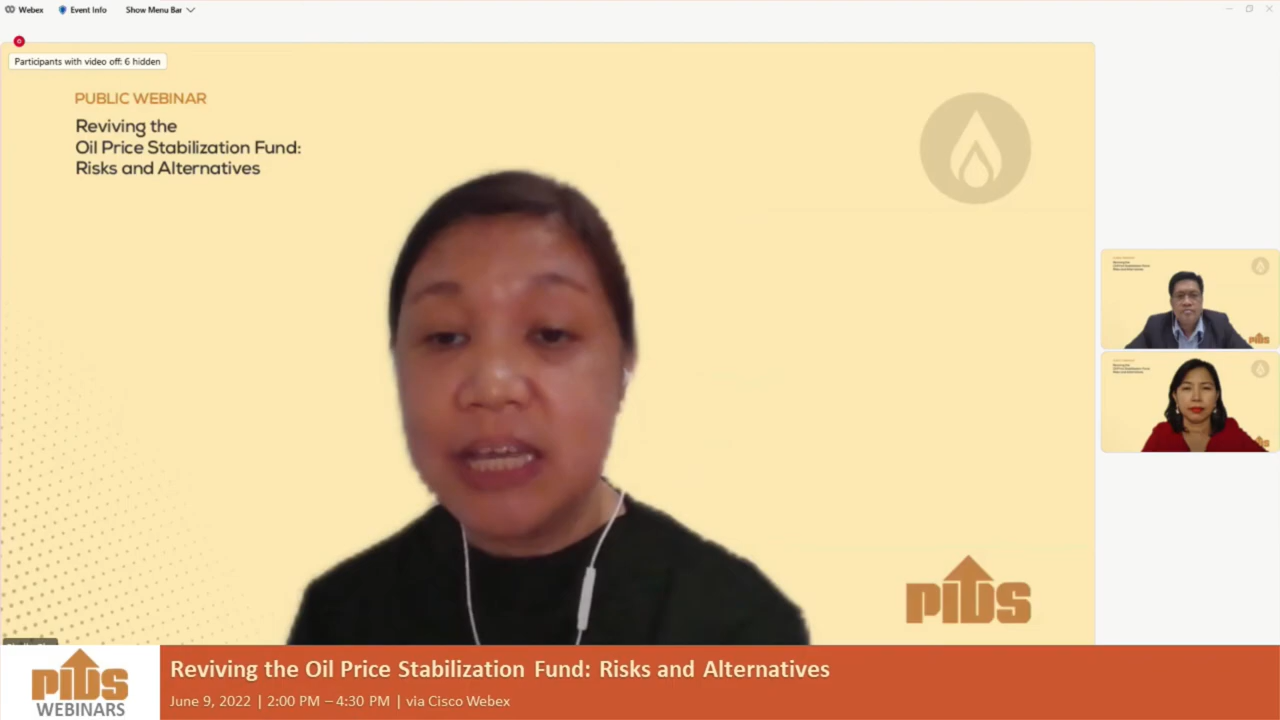 Webex
Event Info
Show Menu Bar
Participants with video off: 6 hidden
PUBLIC WEBINAR
Reviving the
Oil Price Stabilization Fund:
Risks and Alternatives
PIDS
PIDS
WEBINARS
Reviving the Oil Price Stabilization Fund: Risks and Alternatives
June 9, 2022 | 2:00 PM – 4:30 PM | via Cisco Webex